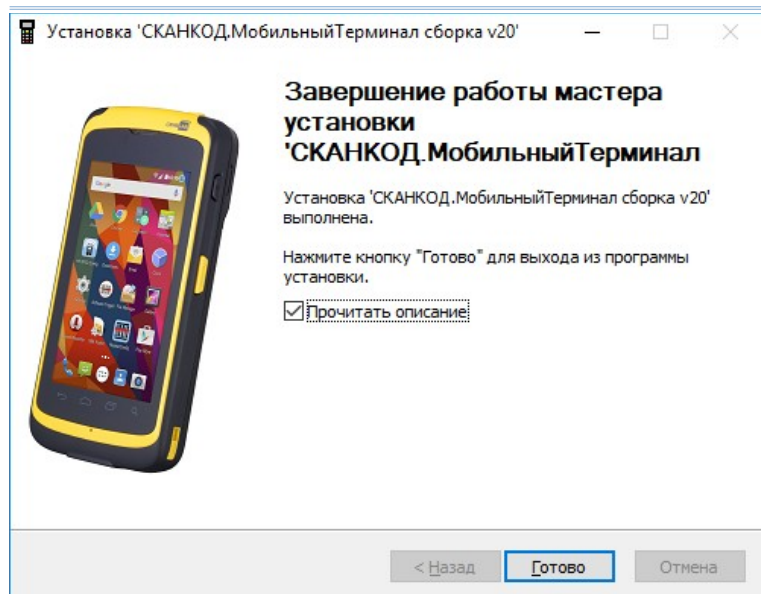 Установка 'СКАНКОД.МобильныйТерминал сборка v20'
Завершение работы мастера
установки
'СКАНКОД.МобильныйТерминал
Установка 'СКАНКОД.МобильныйТерминал сборка v20'
выполнена.
Нажмите кнопку "Готово" для выхода из программы
установки.
Прочитать описание
< Назад
Готово
Отмена